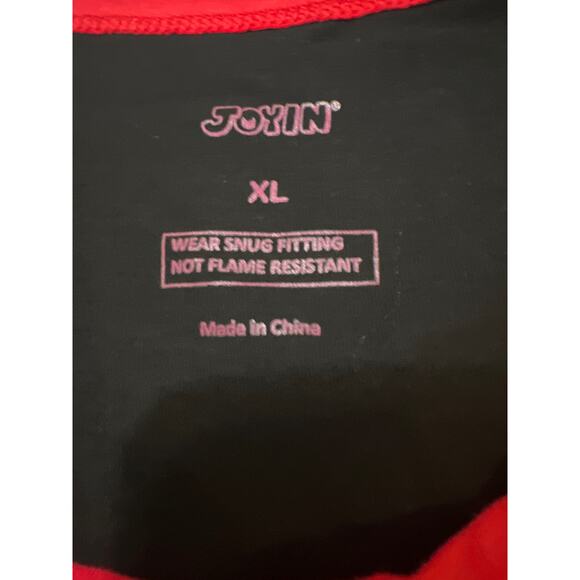 JOYIN®
XL
WEAR SNUG FITTING
NOT FLAME RESISTANT
Made in China